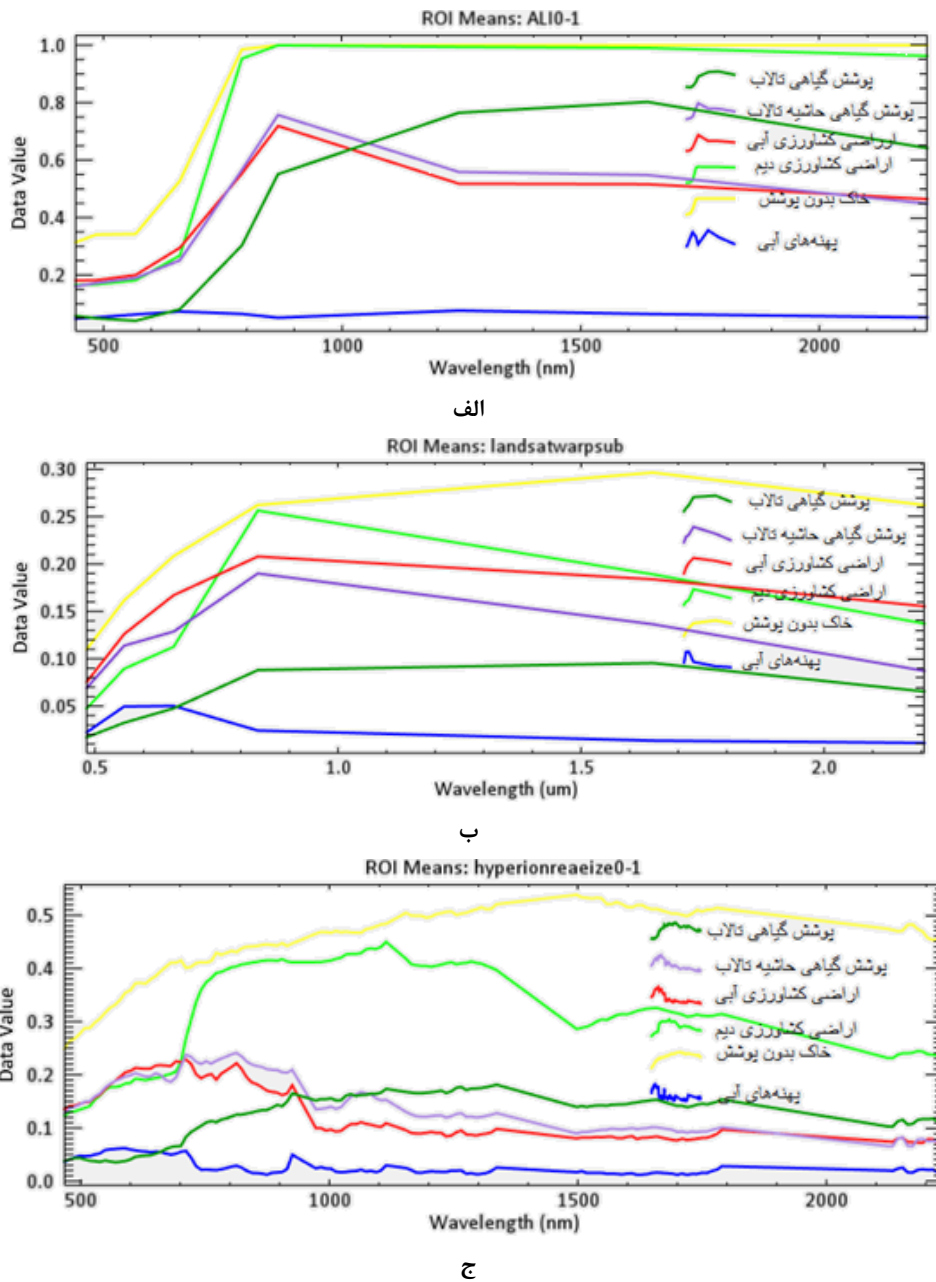 ROI Means: ALI0-1
1.0
0.8
0.6
0.4
0.2
Data Value
پوشش گیاهی تالاب
پوشش گیاهی حاشیه تالاب
ارراضی کشاورزی آبی
اراضی کشاورزی دیم
خاک بدون پوشش
پهنه‌های آبی
500 1000 1500 2000
Wavelength (nm)
الف
ROI Means: landsatwarpsub
0.30
0.25
0.20
0.15
0.10
0.05
Data Value
پوشش گیاهی تالاب
پوشش گیاهی حاشیه تالاب
اراضی کشاورزی آبی
اراضی کشاورزی دیم
خاک بدون پوشش
پهنه‌های آبی
0.5 1.0 1.5 2.0
Wavelength (um)
ب
ROI Means: hyperionreaeize0-1
0.5
0.4
0.3
0.2
0.1
0.0
Data Value
پوشش گیاهی تالاب
پوشش گیاهی حاشیه تالاب
اراضی کشاورزی آبی
اراضی کشاورزی دیم
خاک بدون پوشش
پهنه‌های آبی
500 1000 1500 2000
Wavelength (nm)
ج